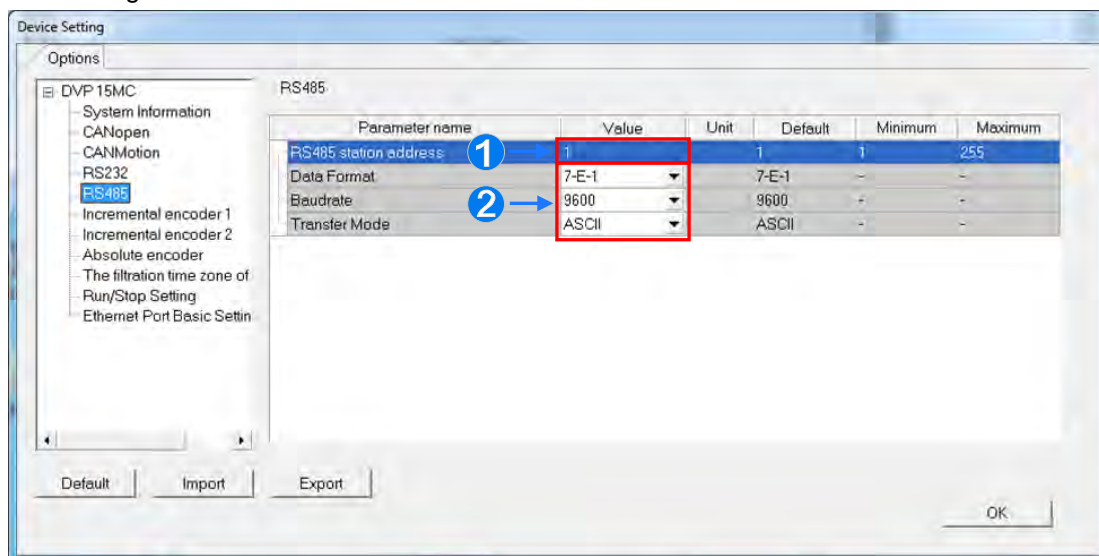 Device Setting
Options
DVP 15MC
System Information
CANopen
CANMotion
RS232
RS485
Incremental encoder 1
Incremental encoder 2
Absolute encoder
The filtration time zone of
Run/Stop Setting
Ethernet Port Basic Settin
RS485
Parameter name Value Unit Default Minimum Maximum
RS485 station address 1 1 1 1 255
Data Format 7-E-1 7-E-1 - -
Baudrate 2 9600 9600 - -
Transfer Mode ASCII ASCII - -
Default Import Export
OK